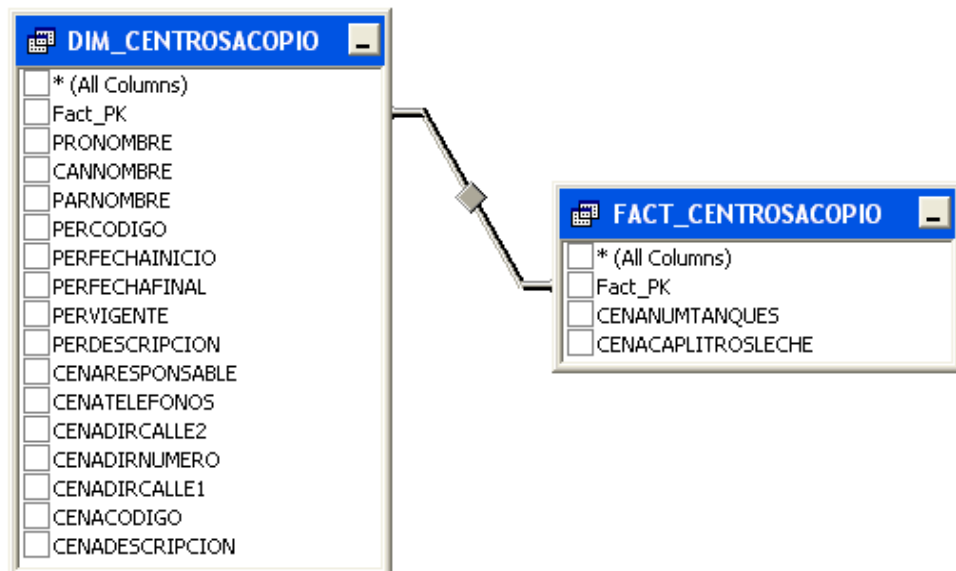 DIM_CENTROSACOPIO
* (All Columns)
Fact_PK
PRONOMBRE
CANNOMBRE
PARNOMBRE
PERCODIGO
PERFECHAINICIO
PERFECHAFINAL
PERVIGENTE
PERDESCRIPCION
CENARESPONSABLE
CENATELEFONOS
CENADIRCALLE2
CENADIRNUMERO
CENADIRCALLE1
CENACODIGO
CENADESCRIPCION
FACT_CENTROSACOPIO
* (All Columns)
Fact_PK
CENANUMTANQUES
CENACAPLITROSLECHE